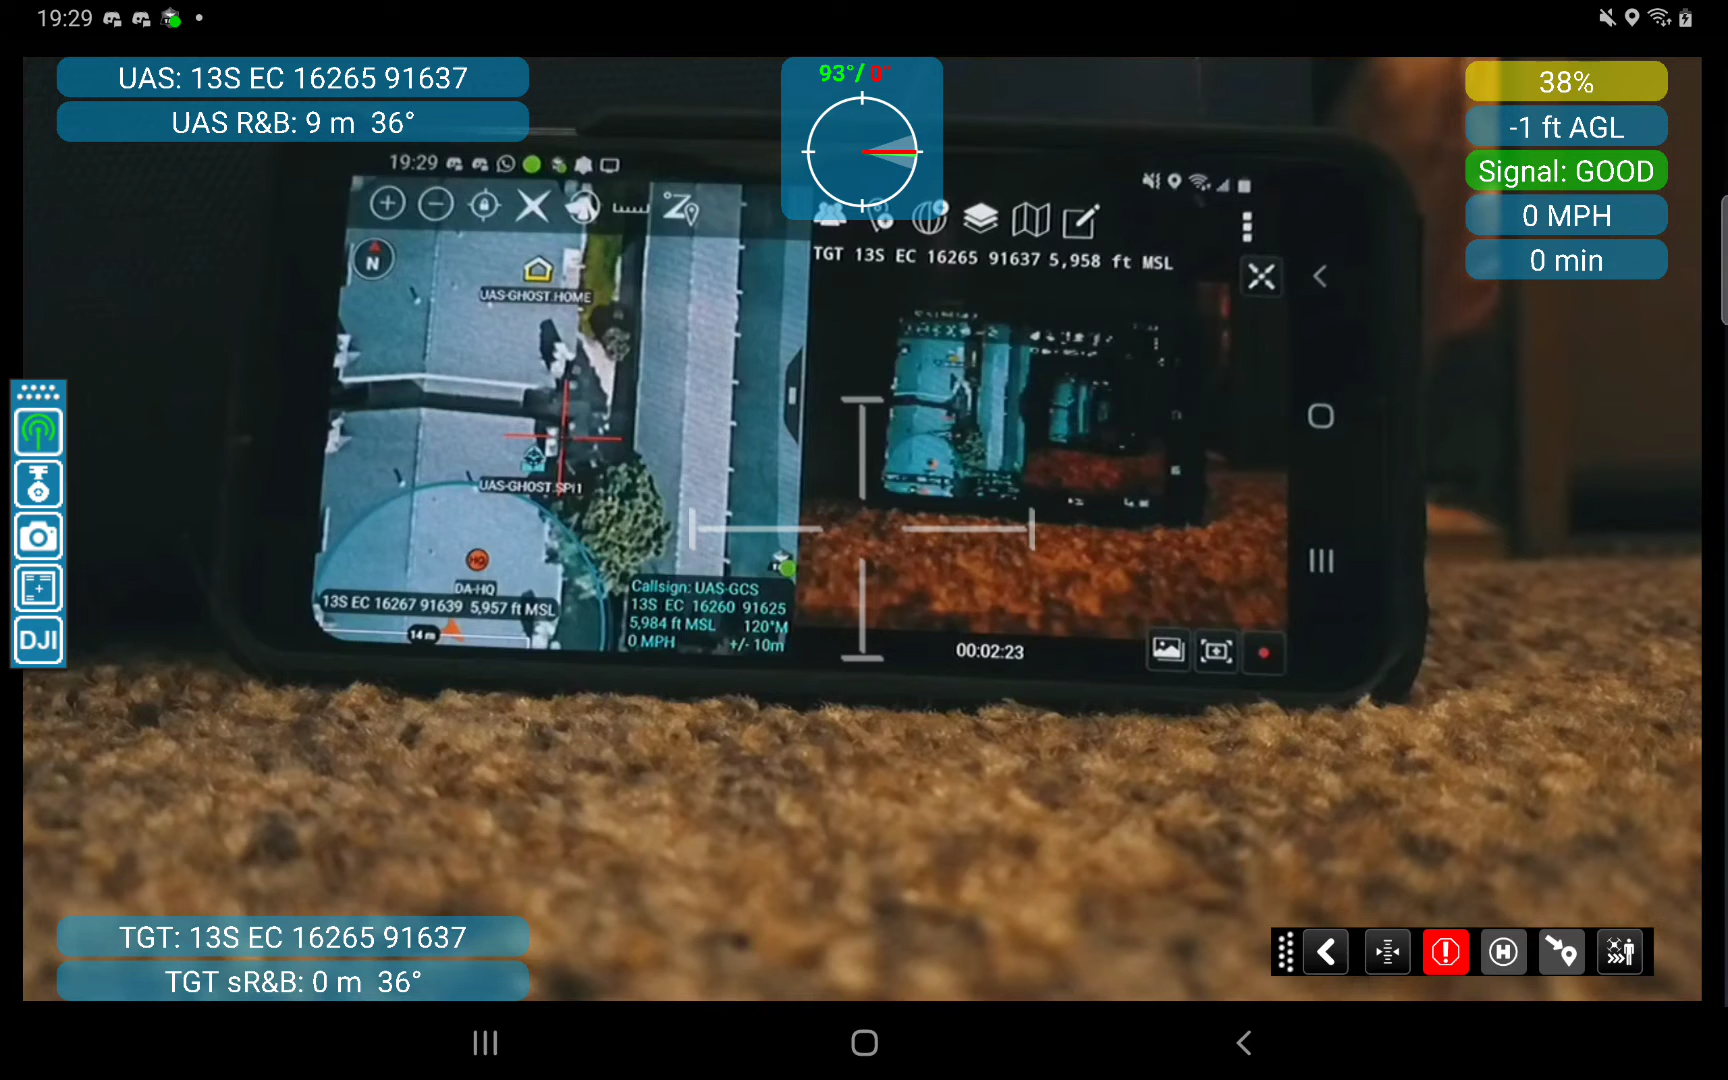 19:29
UAS: 13S EC 16265 91637
UAS R&B: 9 m 36°
93°/ 0°
38%
-1 ft AGL
Signal: GOOD
0 MPH
0 min
19:29
N
UAS-GHOST.HOME
TGT 13S EC 16265 91637 5,958 ft MSL
UAS-GHOST.SPI1
HQ
DA-HQ
13S EC 16267 91639 5,957 ft MSL
14 m
Callsign: UAS-GCS
13S EC 16260 91625
5,984 ft MSL 120°M
0 MPH +/- 10m
00:02:23
DJI
TGT: 13S EC 16265 91637
TGT sR&B: 0 m 36°
H